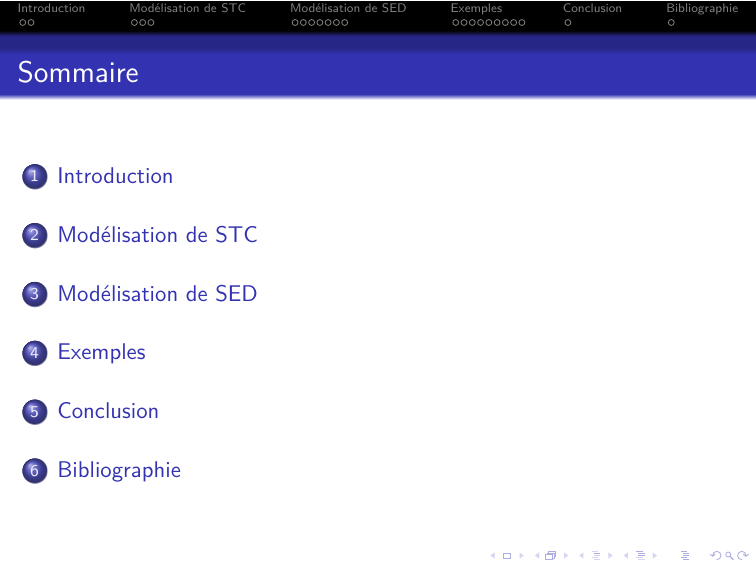 Introduction Modélisation de STC Modélisation de SED Exemples Conclusion Bibliographie
Sommaire
1 Introduction
2 Modélisation de STC
3 Modélisation de SED
4 Exemples
5 Conclusion
6 Bibliographie